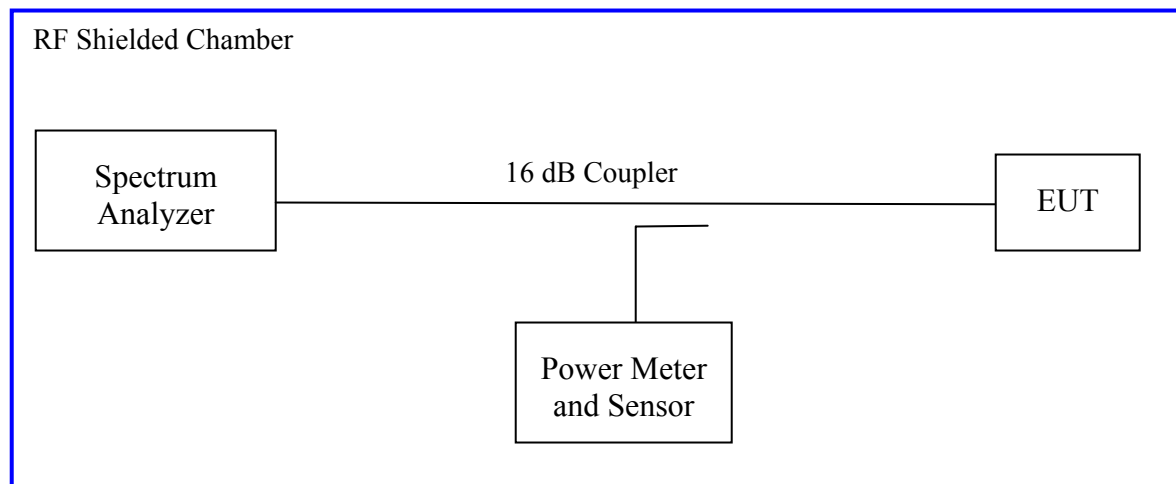 RF Shielded Chamber
Spectrum
Analyzer
16 dB Coupler
EUT
Power Meter
and Sensor